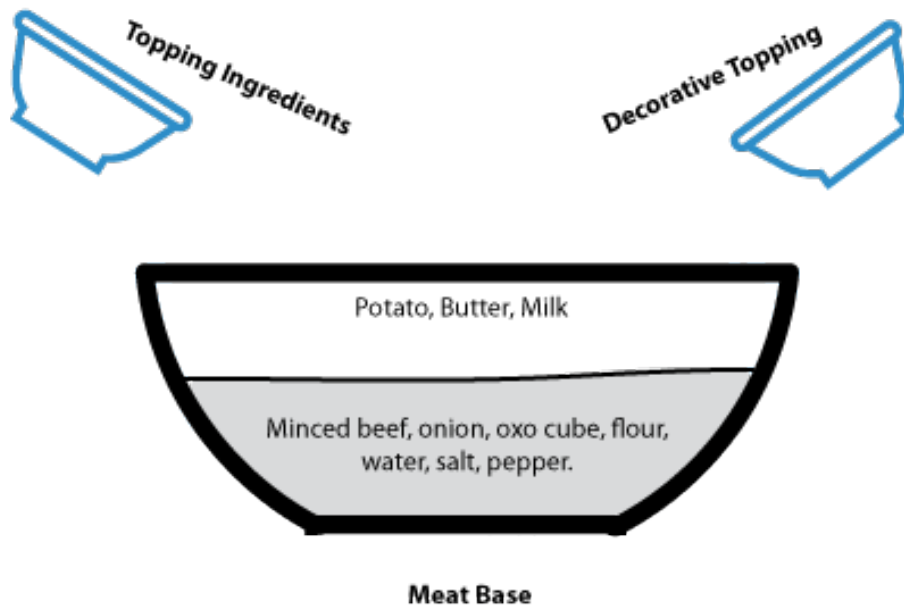 Topping Ingredients
Decorative Topping
Potato, Butter, Milk
Minced beef, onion, oxo cube, flour,
water, salt, pepper.
Meat Base